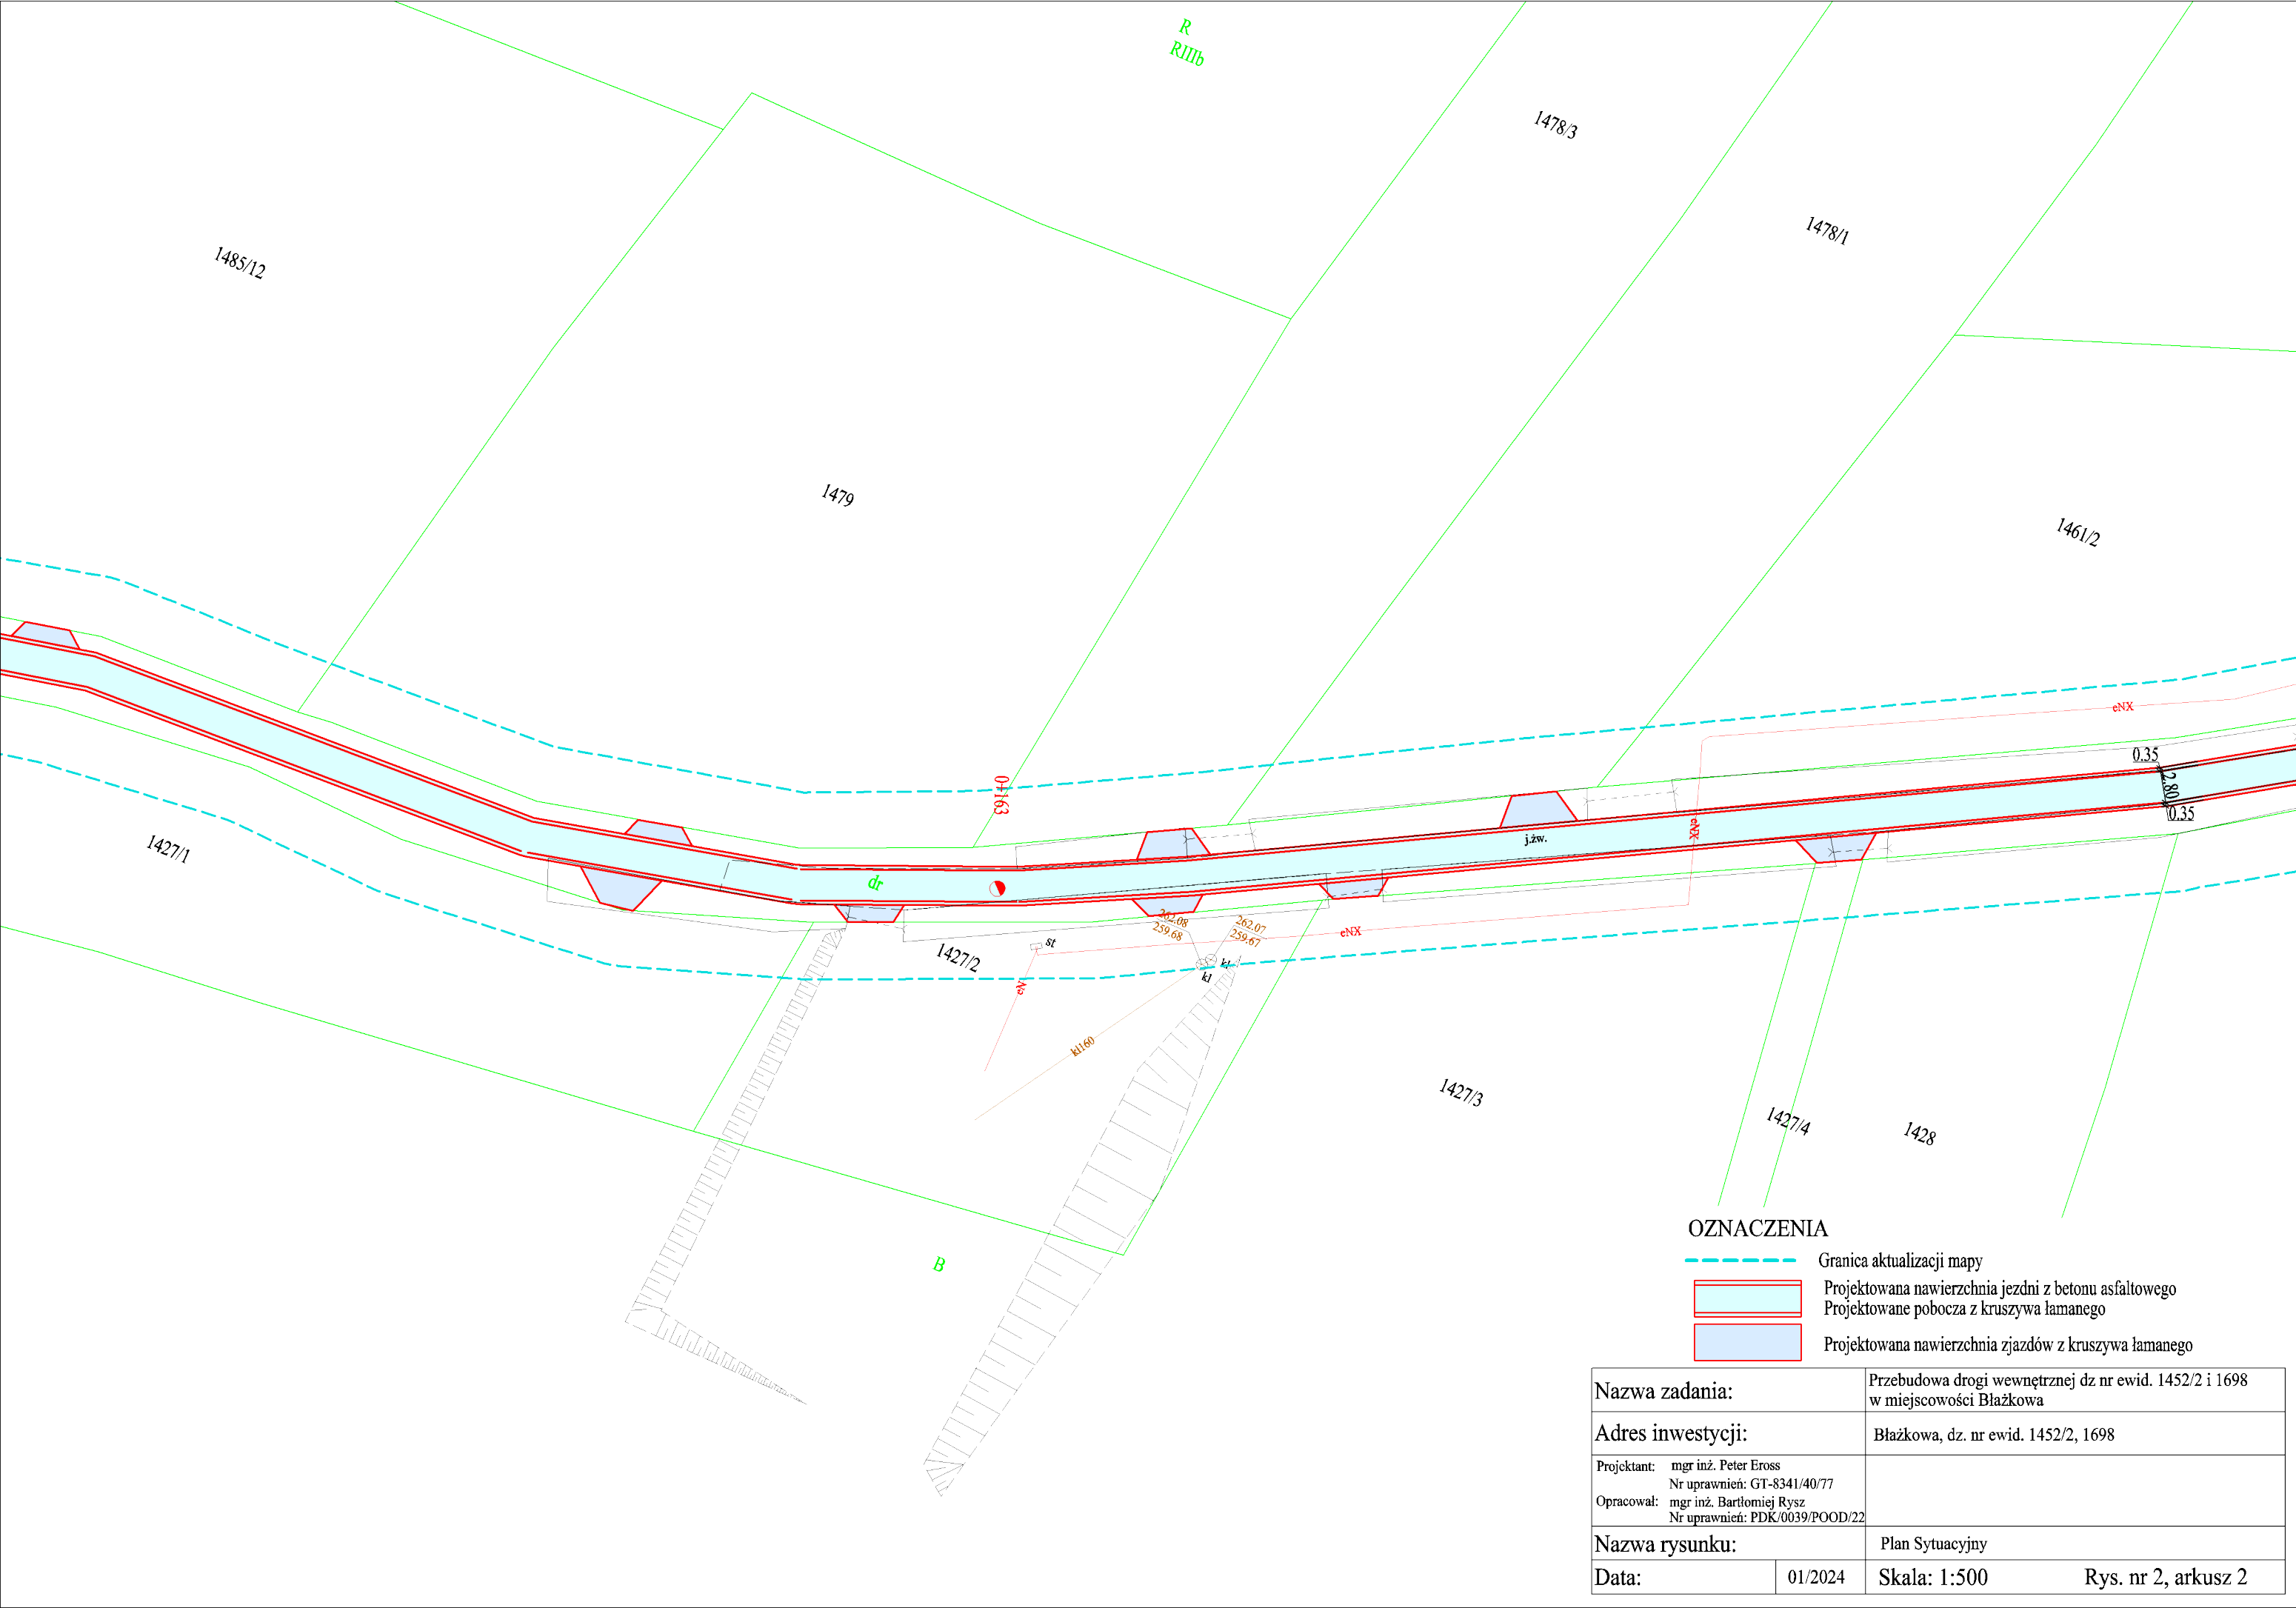 R
RIIIb
1478/3
1478/1
1485/12
1479
1461/2
eNX
0.35
2.80
0.35
0+163
eNX
j.żw.
1427/1
dr
262.08
259.68
262.07
259.67
eNX
st
1427/2
kl
kl
eN
kl160
1427/3
1427/4
1428
B
OZNACZENIA
Granica aktualizacji mapy
Projektowana nawierzchnia jezdni z betonu asfaltowego
Projektowane pobocza z kruszywa łamanego
Projektowana nawierzchnia zjazdów z kruszywa łamanego
Nazwa zadania:
Przebudowa drogi wewnętrznej dz nr ewid. 1452/2 i 1698
w miejscowości Błażkowa
Adres inwestycji:
Błażkowa, dz. nr ewid. 1452/2, 1698
Projektant: mgr inż. Peter Eross
Nr uprawnień: GT-8341/40/77
Opracował: mgr inż. Bartłomiej Rysz
Nr uprawnień: PDK/0039/POOD/22
Nazwa rysunku:
Plan Sytuacyjny
Data:
01/2024
Skala: 1:500
Rys. nr 2, arkusz 2